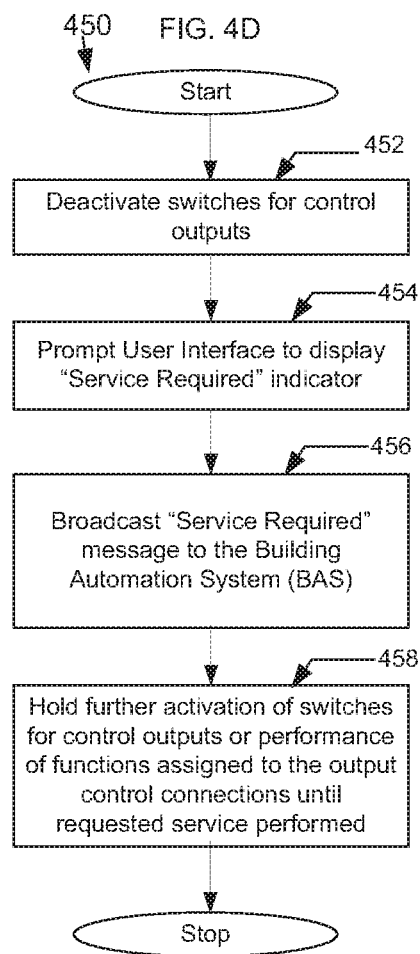 450 FIG. 4D
Start
452
Deactivate switches for control
outputs
454
Prompt User Interface to display
“Service Required” indicator
456
Broadcast “Service Required”
message to the Building
Automation System (BAS)
458
Hold further activation of switches
for control outputs or performance
of functions assigned to the output
control connections until
requested service performed
Stop